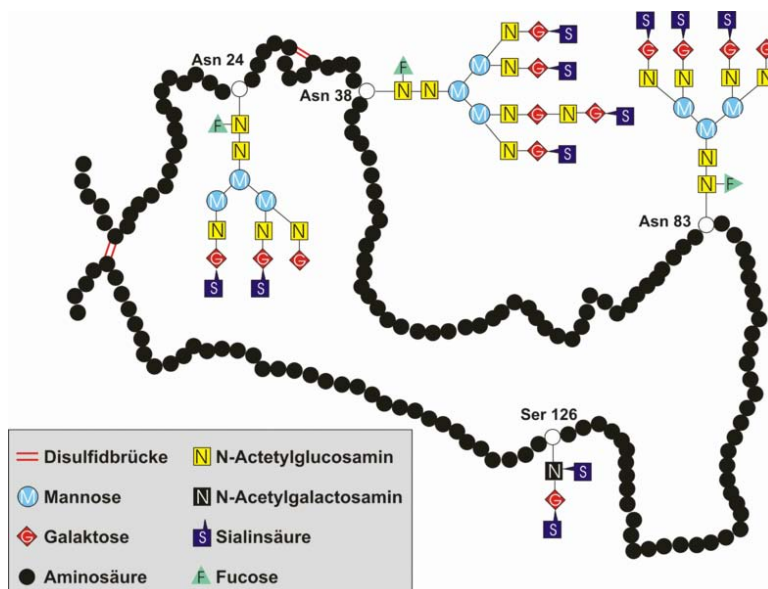 Asn 24
F N
N
M
M M
N N N
G G G
S S
Asn 38
N G S
F
M N G S
N N M
M N G N G S
N G S
S S S
G G G G
N N N N
M M
M
N
N F
Asn 83
Ser 126
N S
G
S
Disulfidbrücke
N N-Actetylglucosamin
M Mannose
N N-Acetylgalactosamin
G Galaktose
S Sialinsäure
Aminosäure
F Fucose